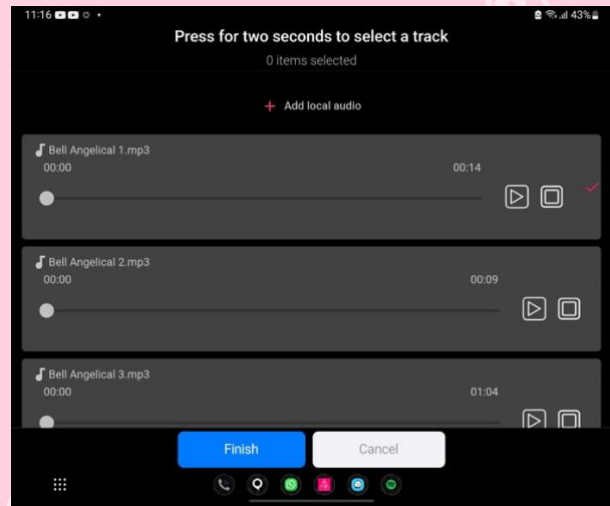 11:16
43%
Press for two seconds to select a track
0 items selected
+ Add local audio
Bell Angelical 1.mp3
00:00 00:14
Bell Angelical 2.mp3
00:00 00:09
Bell Angelical 3.mp3
00:00 01:04
Finish Cancel